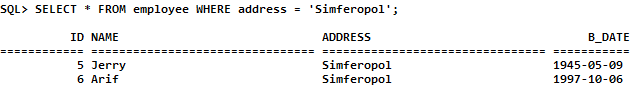 SQL> SELECT * FROM employee WHERE address = 'Simferopol';
ID NAME ADDRESS B_DATE
============ =============================== =============================== ===========
5 Jerry Simferopol 1945-05-09
6 Arif Simferopol 1997-10-06